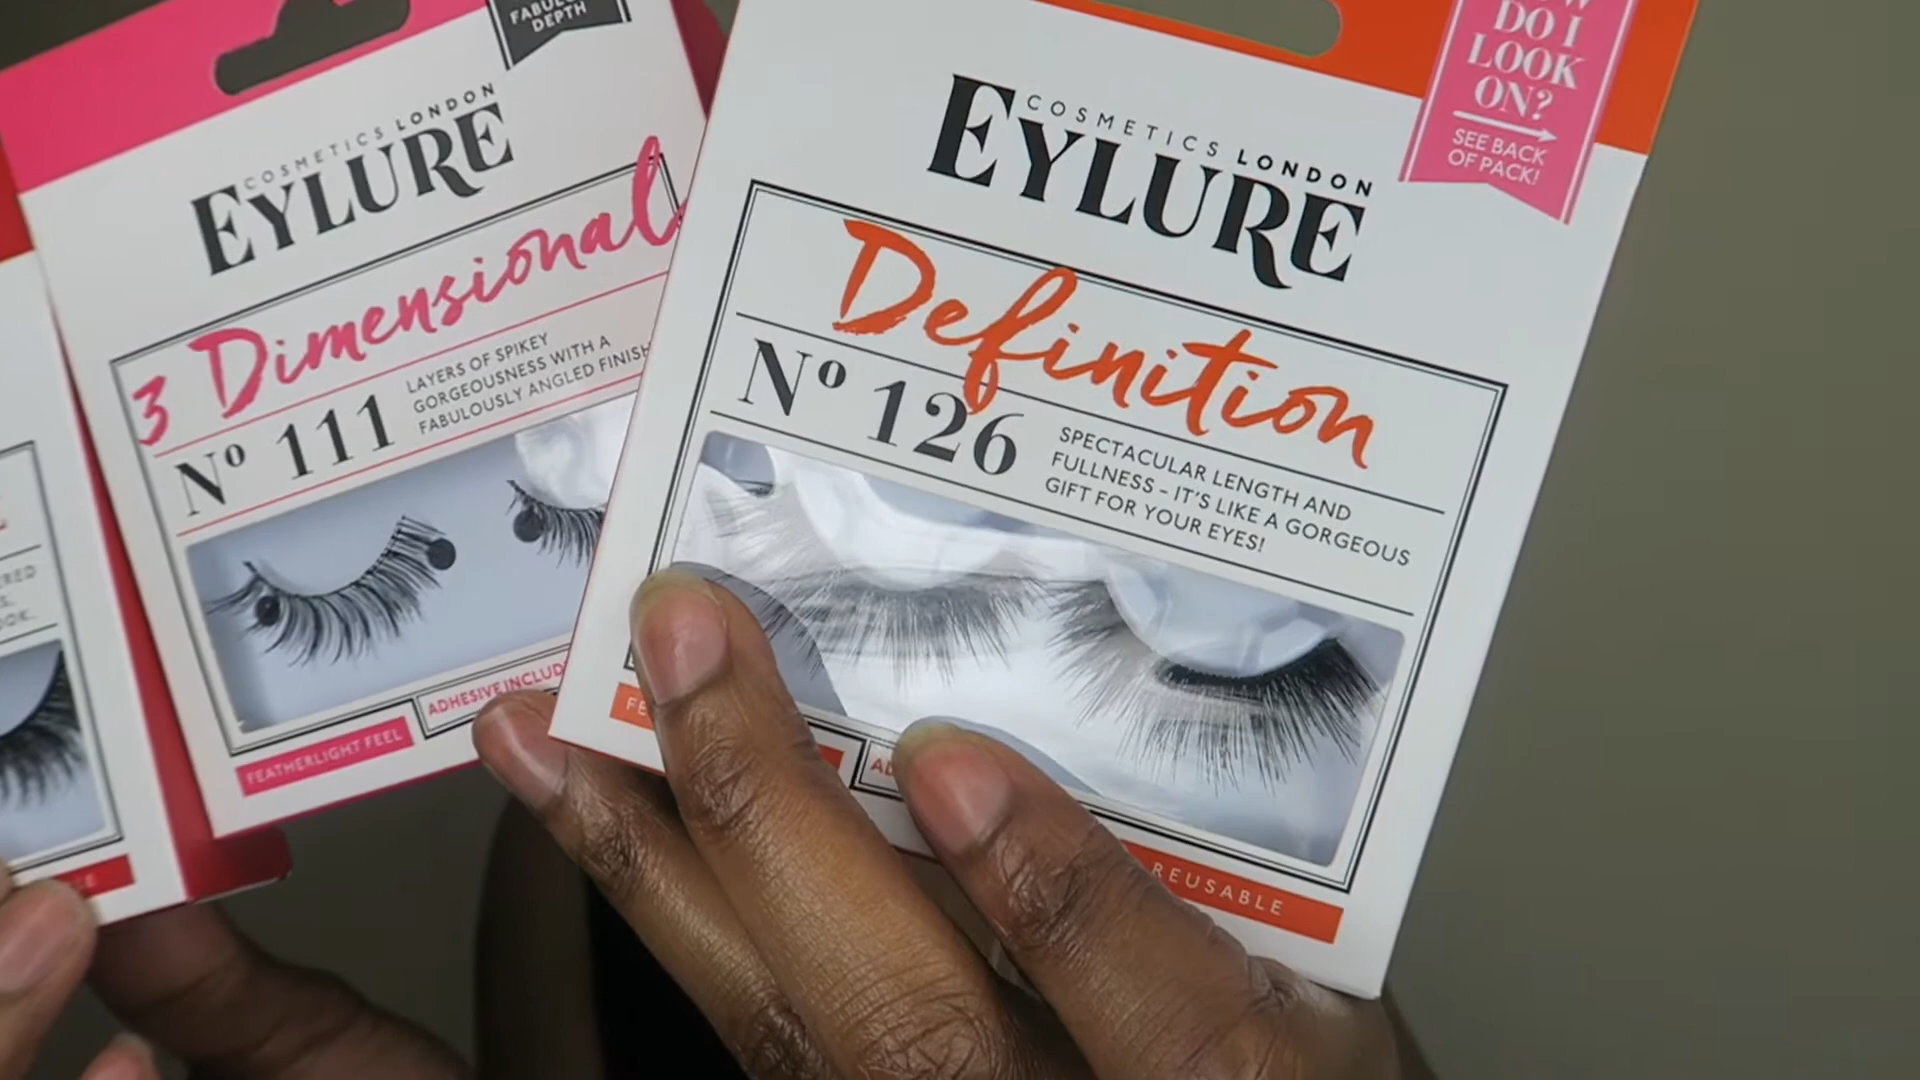 DEPTH
COSMETICS LONDON
EYLURE
3 Dimensional
Nº 111
LAYERS OF SPIKEY
GORGEOUSNESS WITH A
FABULOUSLY ANGLED FINISH
FEATHERLIGHT FEEL
ADHESIVE
COSMETICS LONDON
EYLURE
Definition
Nº 126
SPECTACULAR LENGTH AND
FULLNESS – IT'S LIKE A GORGEOUS
GIFT FOR YOUR EYES!
REUSABLE
DO I
LOOK
ON?
SEE BACK
OF PACK!